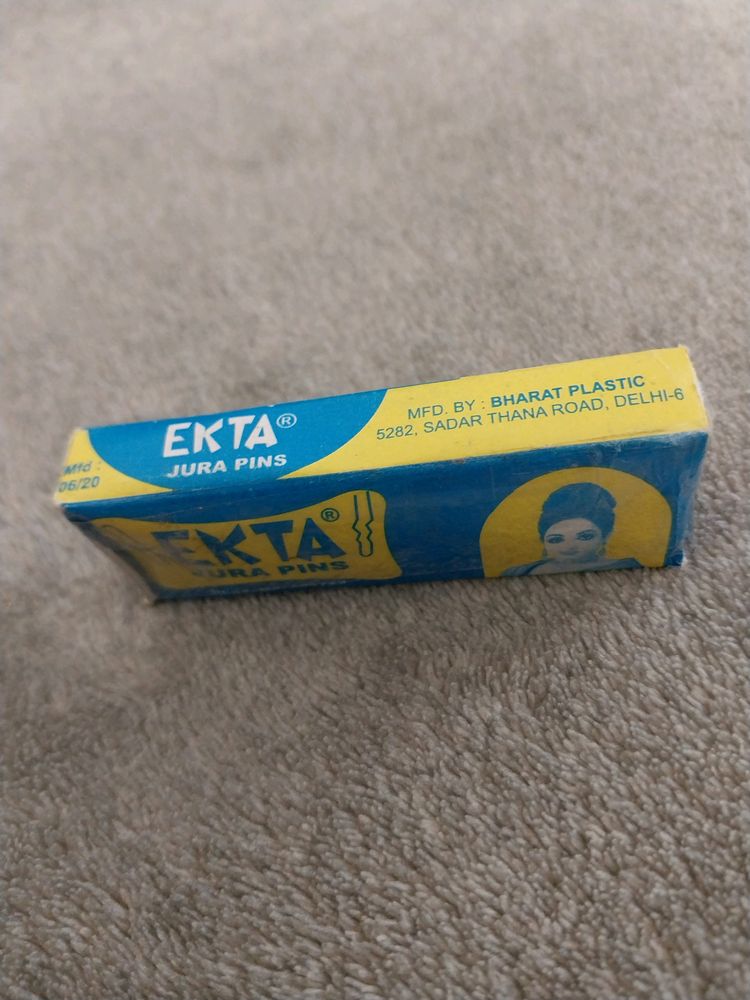 Mfd :
06/20
EKTA®
JURA PINS
MFD. BY : BHARAT PLASTIC
5282, SADAR THANA ROAD, DELHI-6
EKTA®
JURA PINS